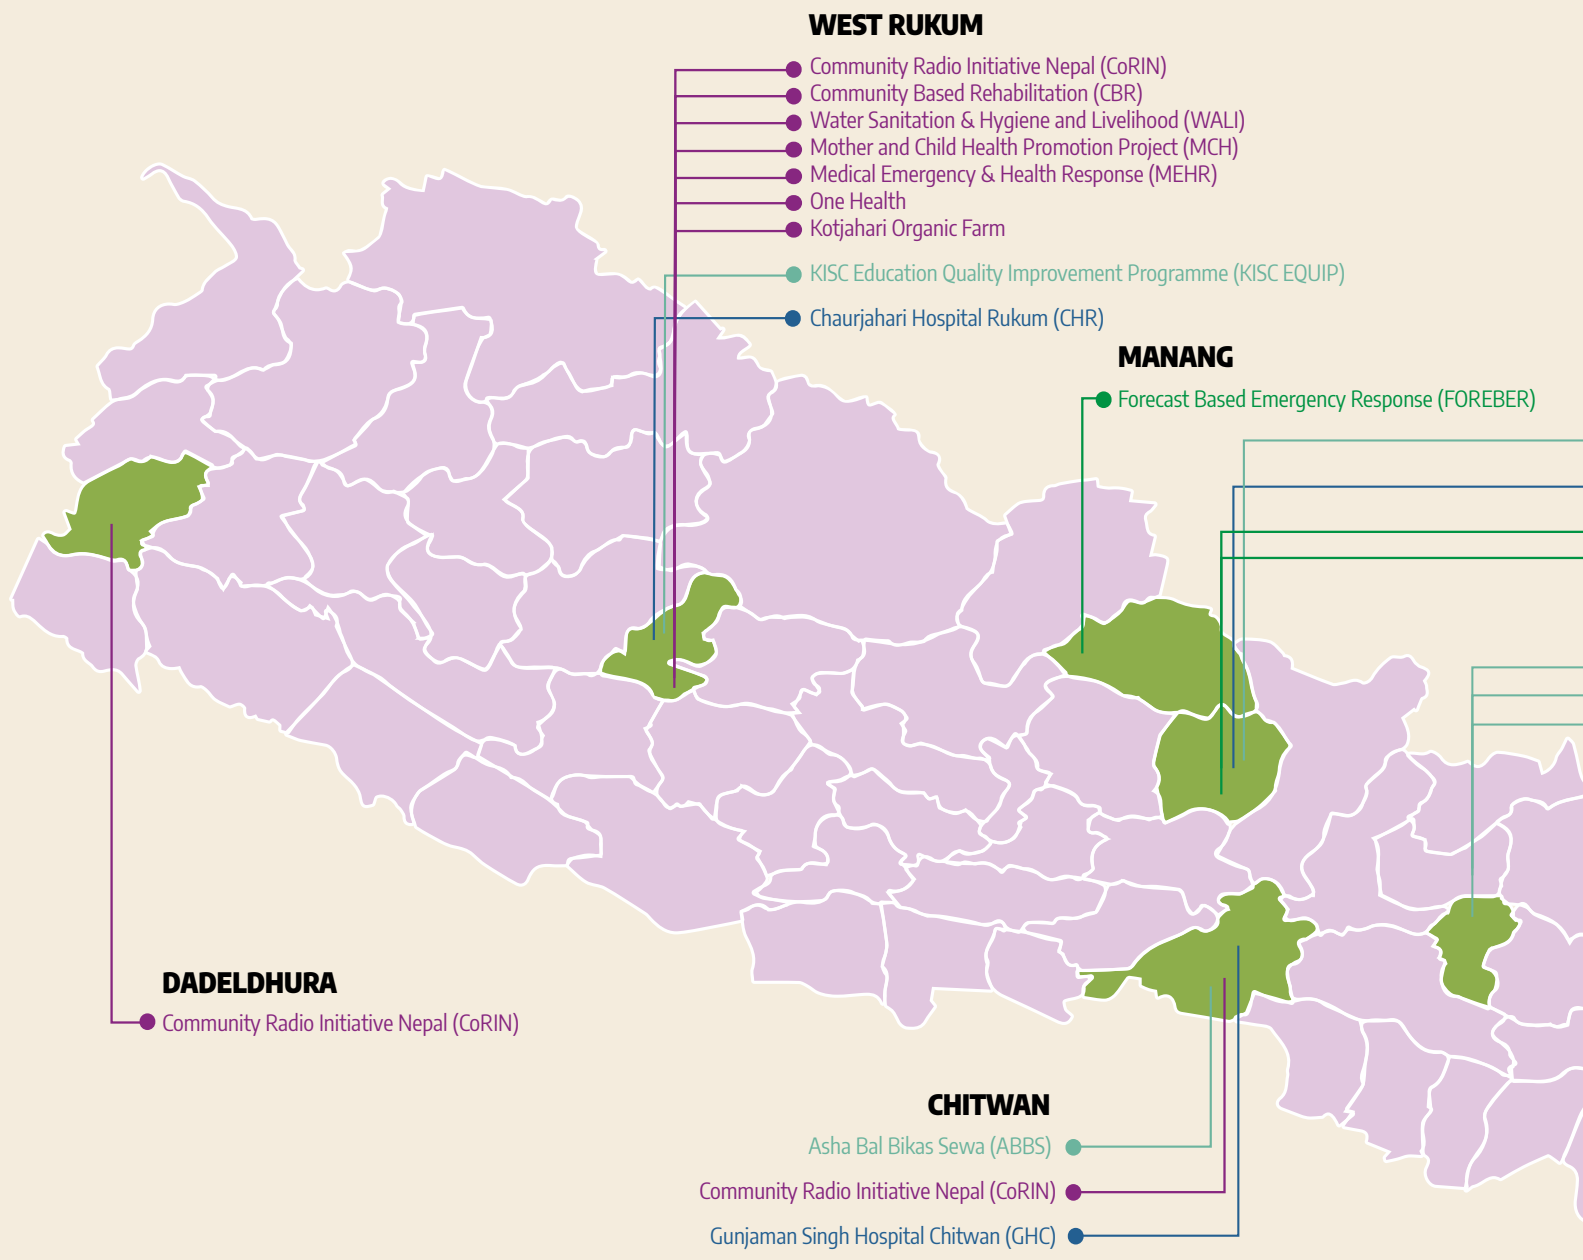 WEST RUKUM
Community Radio Initiative Nepal (CoRIN)
Community Based Rehabilitation (CBR)
Water Sanitation & Hygiene and Livelihood (WALI)
Mother and Child Health Promotion Project (MCH)
Medical Emergency & Health Response (MEHR)
One Health
Kotjahari Organic Farm
KISC Education Quality Improvement Programme (KISC EQUIP)
Chaurjahari Hospital Rukum (CHR)
MANANG
Forecast Based Emergency Response (FOREBER)
DADELDHURA
Community Radio Initiative Nepal (CoRIN)
CHITWAN
Asha Bal Bikas Sewa (ABBS)
Community Radio Initiative Nepal (CoRIN)
Gunjaman Singh Hospital Chitwan (GHC)